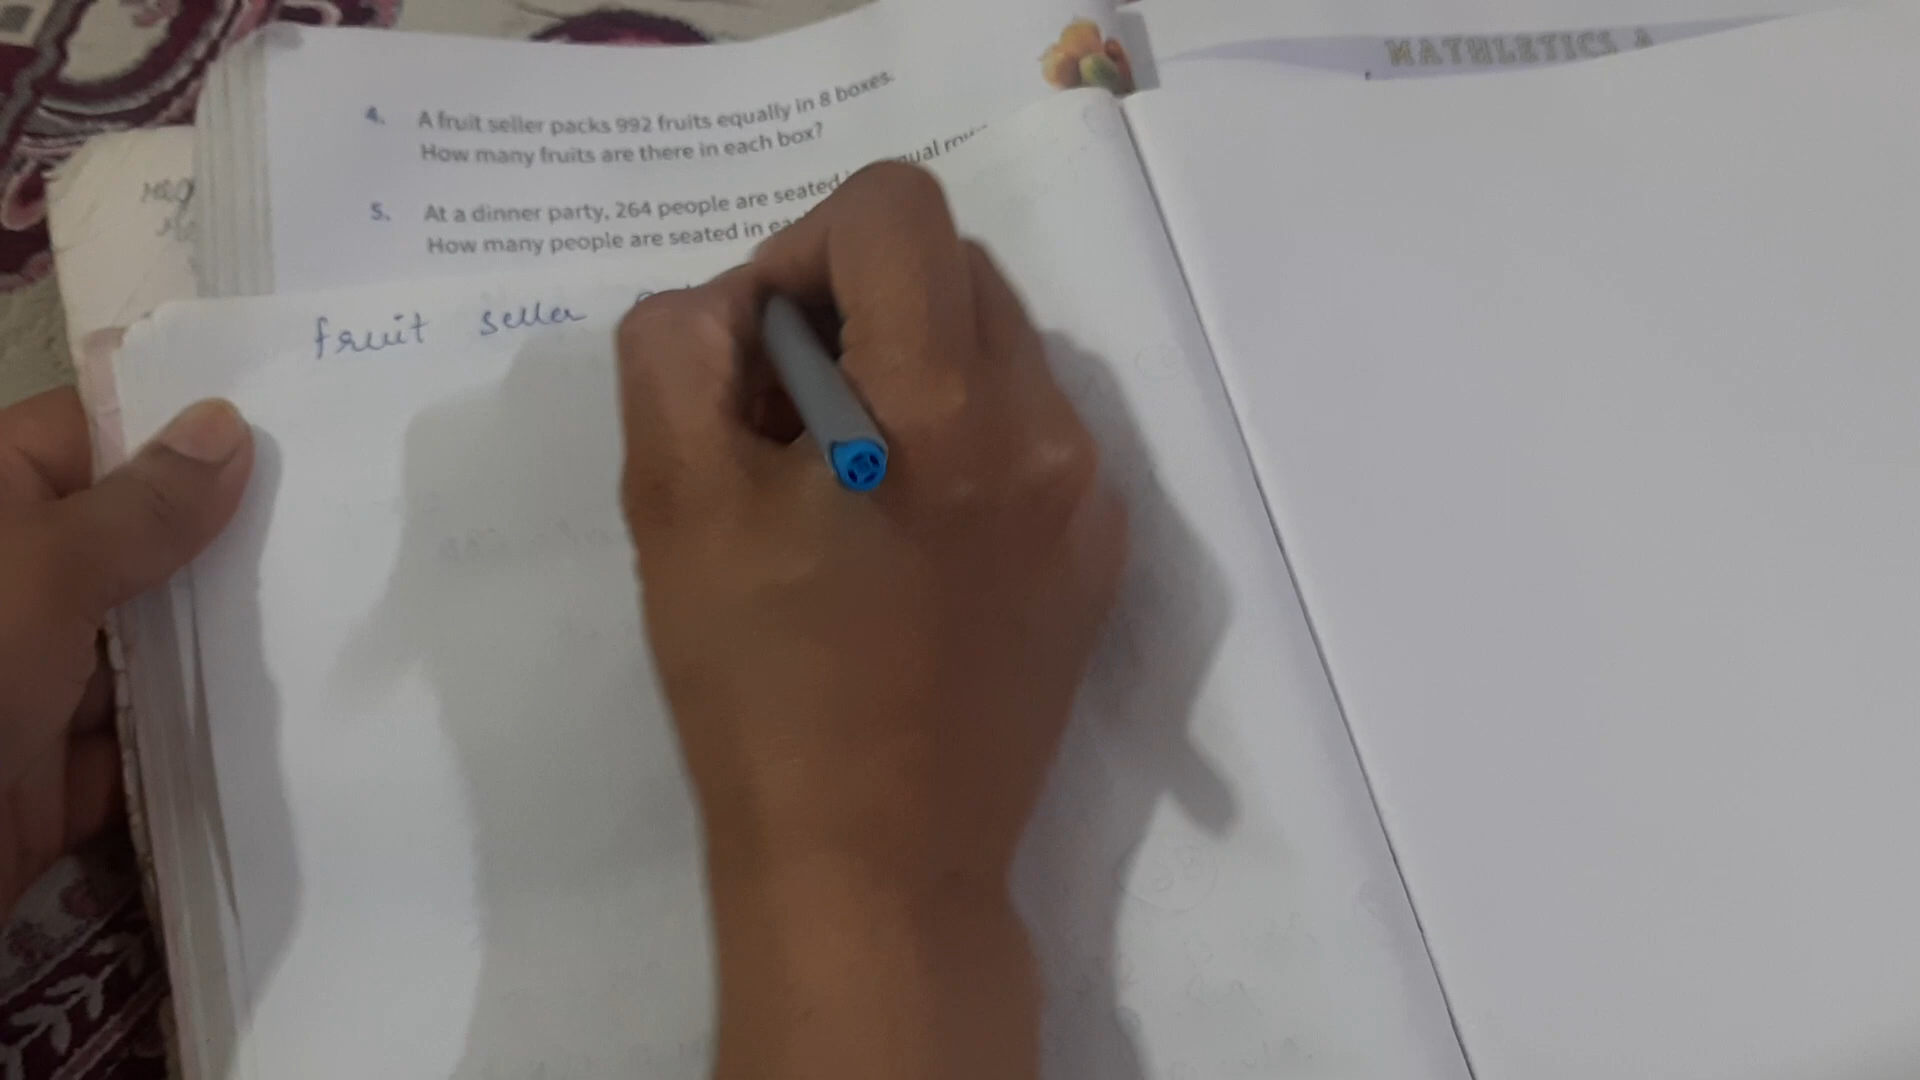 MATHLETICS
4. A fruit seller packs 992 fruits equally in 8 boxes.
How many fruits are there in each box?
5. At a dinner party, 264 people are seated
How many people are seated in
fruit seller